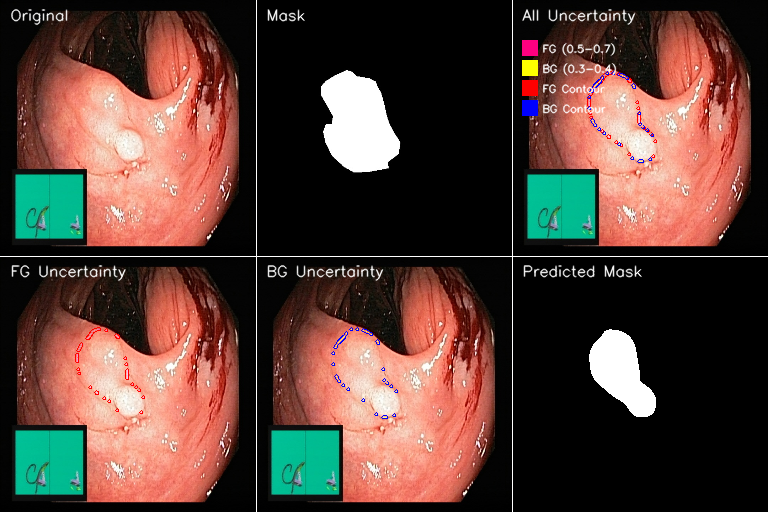 Original
Mask
All Uncertainty
FG (0.5-0.7)
BG (0.3-0.4)
FG Contour
BG Contour
FG Uncertainty
BG Uncertainty
Predicted Mask